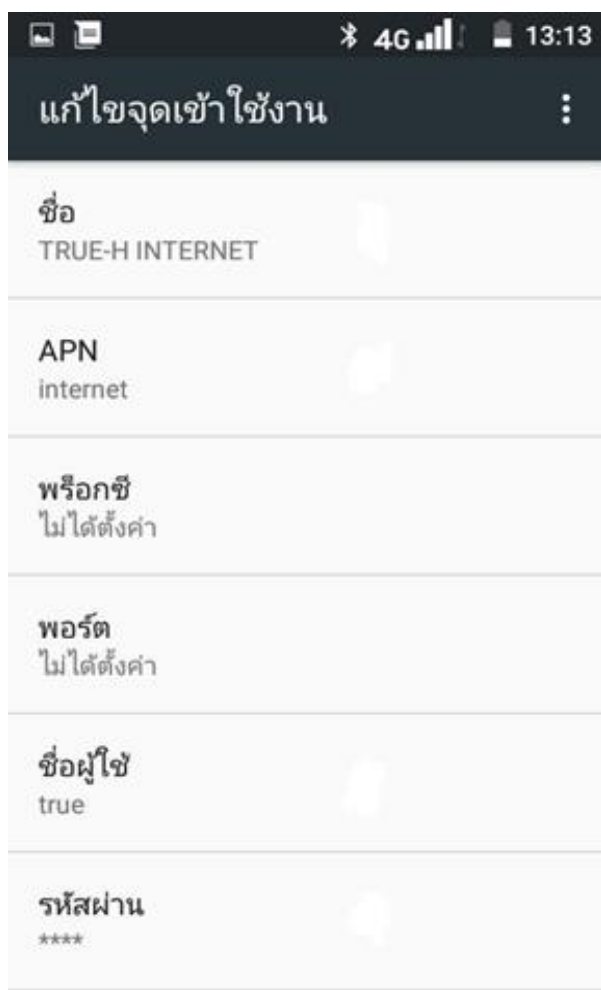 4G 13:13
แก้ไขจุดเข้าใช้งาน
ชื่อ
TRUE-H INTERNET
APN
internet
พร็อกซี
ไม่ได้ตั้งค่า
พอร์ต
ไม่ได้ตั้งค่า
ชื่อผู้ใช้
true
รหัสผ่าน
****